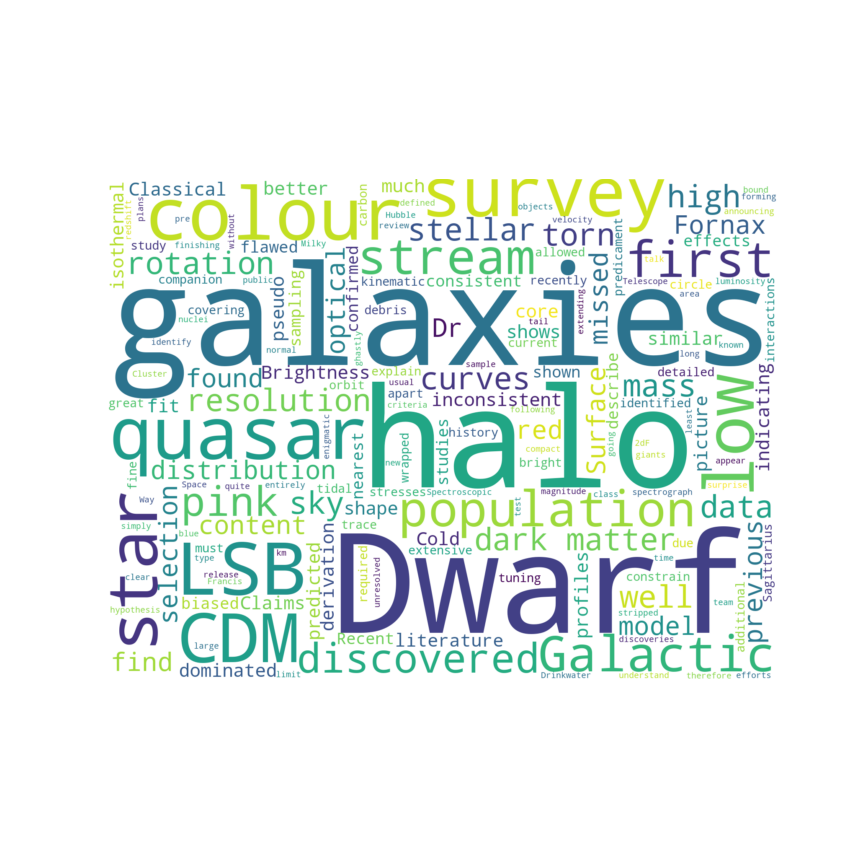 isothermal
redshift
Classical
plans
pre
better
public
colour
much
defined
Hubble
review
carbon
survey
objects
velocity
high
bound
forming
announcing
study
finishing
without
Milky
flawed
stellar
torn
missed
predicament
Fornax
effects
talk
rotation
companion
covering
nuclei
pseudo
sampling
optical
confirmed
stream
kinematic
consistent
allowed
recently
extending
first
Telescope
circle
area
luminosity
interactions
galaxies
debris
tail
core
current
Dr
shows
similar
known
identify
normal
ghastly
Cluster
found
Brightness
explain
sample
usual
curves
shown
detailed
long
great
fit
resolution
orbit
apart
criteria
inconsistent
following
Surface
describe
mass
identified
picture
least
low
indicating
quasar
enigmatic
nearest
wrapped
history
studies
red
compact
bright
going
2dF
giants
appear
halo
new
distribution
tidal
stresses
Spectroscopic
magnitude
class
spectrograph
surprise
star
fine
quite
entirely
Way
pink
sky
shape
population
data
simply
selection
content
trace
Cold
dark matter
due
must
type
blue
km
test
extensive
time
previous
Sagittarius
clear
LSB
release
Francis
predicted
derivation
required
unresolved
Dwarf
tuning
profiles
constrain
stripped
team
hypothesis
biased
Claims
well
discoveries
additional
CDM
model
large
Recent
literature
find
dominated
limit
discovered
Galactic
Drinkwater
understand
therefore
efforts